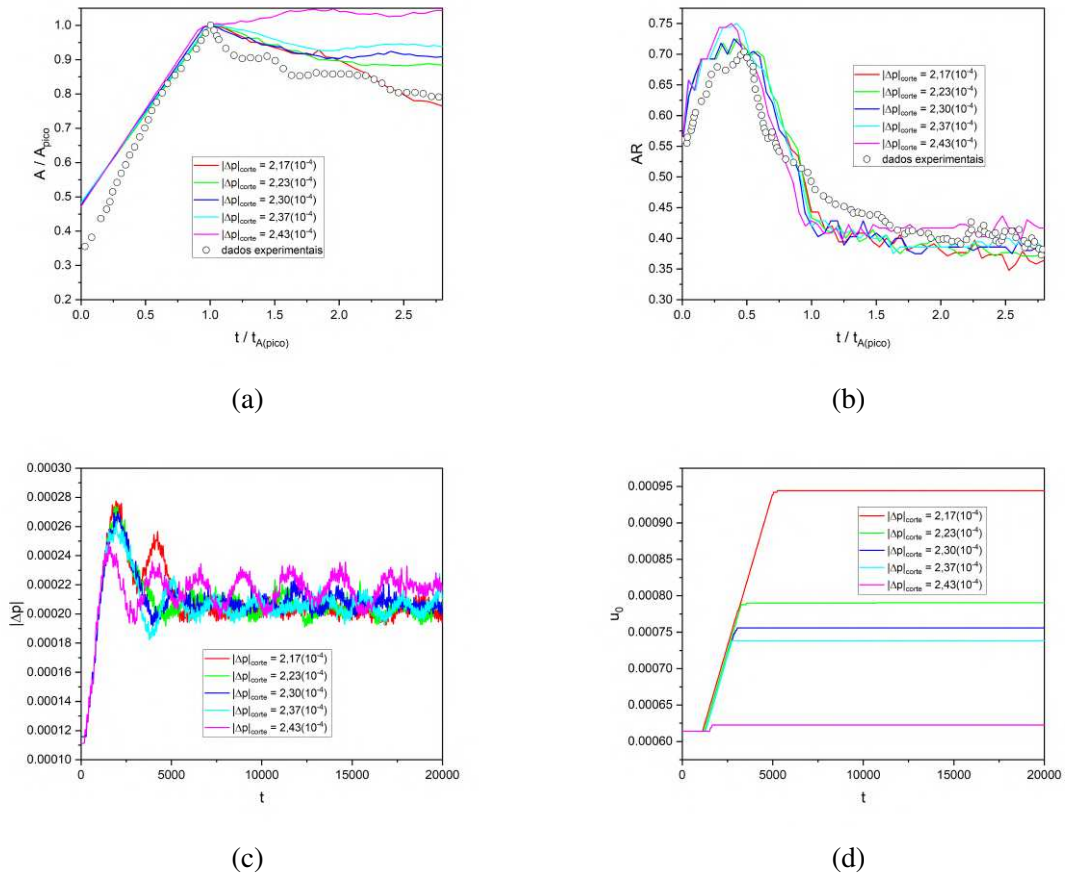 1.0
0.9
0.8
0.7
0.6
0.5
0.4
0.3
0.2
A / A_pico
|Δp|_corte = 2,17(10^-4)
|Δp|_corte = 2,23(10^-4)
|Δp|_corte = 2,30(10^-4)
|Δp|_corte = 2,37(10^-4)
|Δp|_corte = 2,43(10^-4)
dados experimentais
0.0 0.5 1.0 1.5 2.0 2.5
t / t_A(pico)
(a)
0.75
0.70
0.65
0.60
0.55
0.50
0.45
0.40
0.35
0.30
AR
|Δp|_corte = 2,17(10^-4)
|Δp|_corte = 2,23(10^-4)
|Δp|_corte = 2,30(10^-4)
|Δp|_corte = 2,37(10^-4)
|Δp|_corte = 2,43(10^-4)
dados experimentais
0.0 0.5 1.0 1.5 2.0 2.5
t / t_A(pico)
(b)
0.00030
0.00028
0.00026
0.00024
0.00022
0.00020
0.00018
0.00016
0.00014
0.00012
0.00010
|Δp|
|Δp|_corte = 2,17(10^-4)
|Δp|_corte = 2,23(10^-4)
|Δp|_corte = 2,30(10^-4)
|Δp|_corte = 2,37(10^-4)
|Δp|_corte = 2,43(10^-4)
0 5000 10000 15000 20000
t
(c)
0.00095
0.00090
0.00085
0.00080
0.00075
0.00070
0.00065
0.00060
u_0
|Δp|_corte = 2,17(10^-4)
|Δp|_corte = 2,23(10^-4)
|Δp|_corte = 2,30(10^-4)
|Δp|_corte = 2,37(10^-4)
|Δp|_corte = 2,43(10^-4)
0 5000 10000 15000 20000
t
(d)